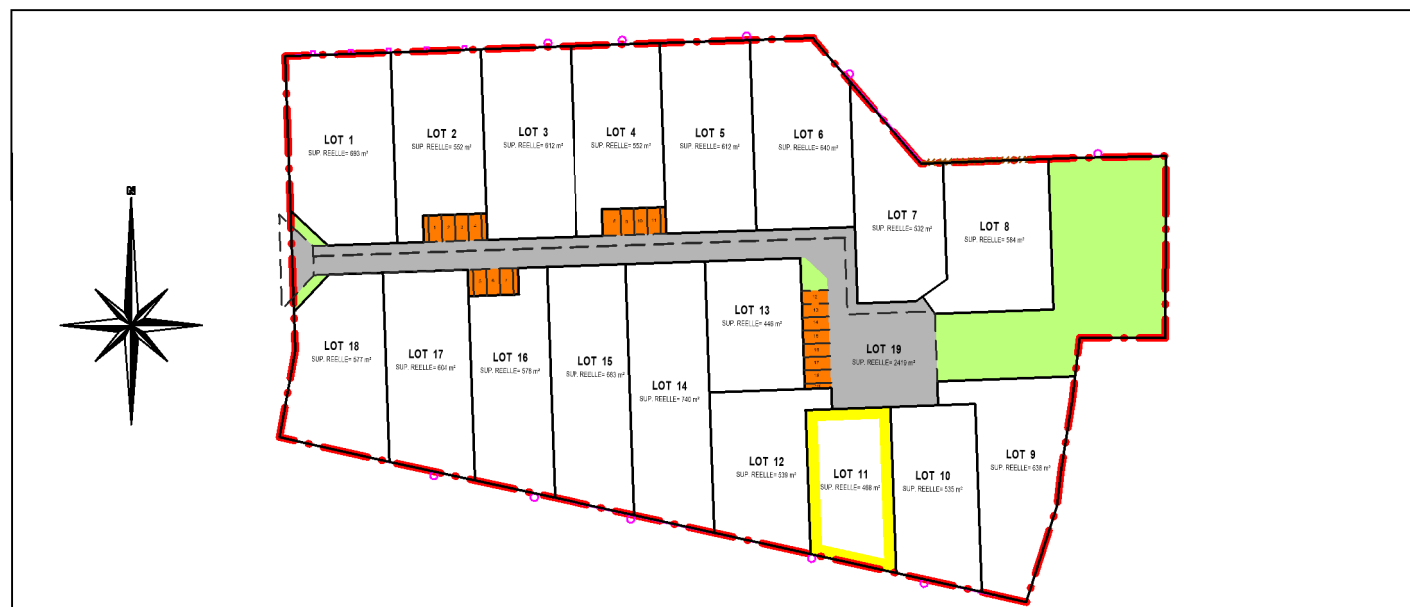 LOT 1
SUP. REELLE= 693 m²
LOT 2
SUP. REELLE= 552 m²
LOT 3
SUP. REELLE= 612 m²
LOT 4
SUP. REELLE= 552 m²
LOT 5
SUP. REELLE= 612 m²
LOT 6
SUP. REELLE= 640 m²
LOT 7
SUP. REELLE= 532 m²
LOT 8
SUP. REELLE= 584 m²
LOT 18
SUP. REELLE= 577 m²
LOT 17
SUP. REELLE= 604 m²
LOT 16
SUP. REELLE= 578 m²
LOT 15
SUP. REELLE= 663 m²
LOT 14
SUP. REELLE= 740 m²
LOT 13
SUP. REELLE= 446 m²
LOT 19
SUP. REELLE= 2419 m²
LOT 12
SUP. REELLE= 539 m²
LOT 11
SUP. REELLE= 468 m²
LOT 10
SUP. REELLE= 535 m²
LOT 9
SUP. REELLE= 638 m²